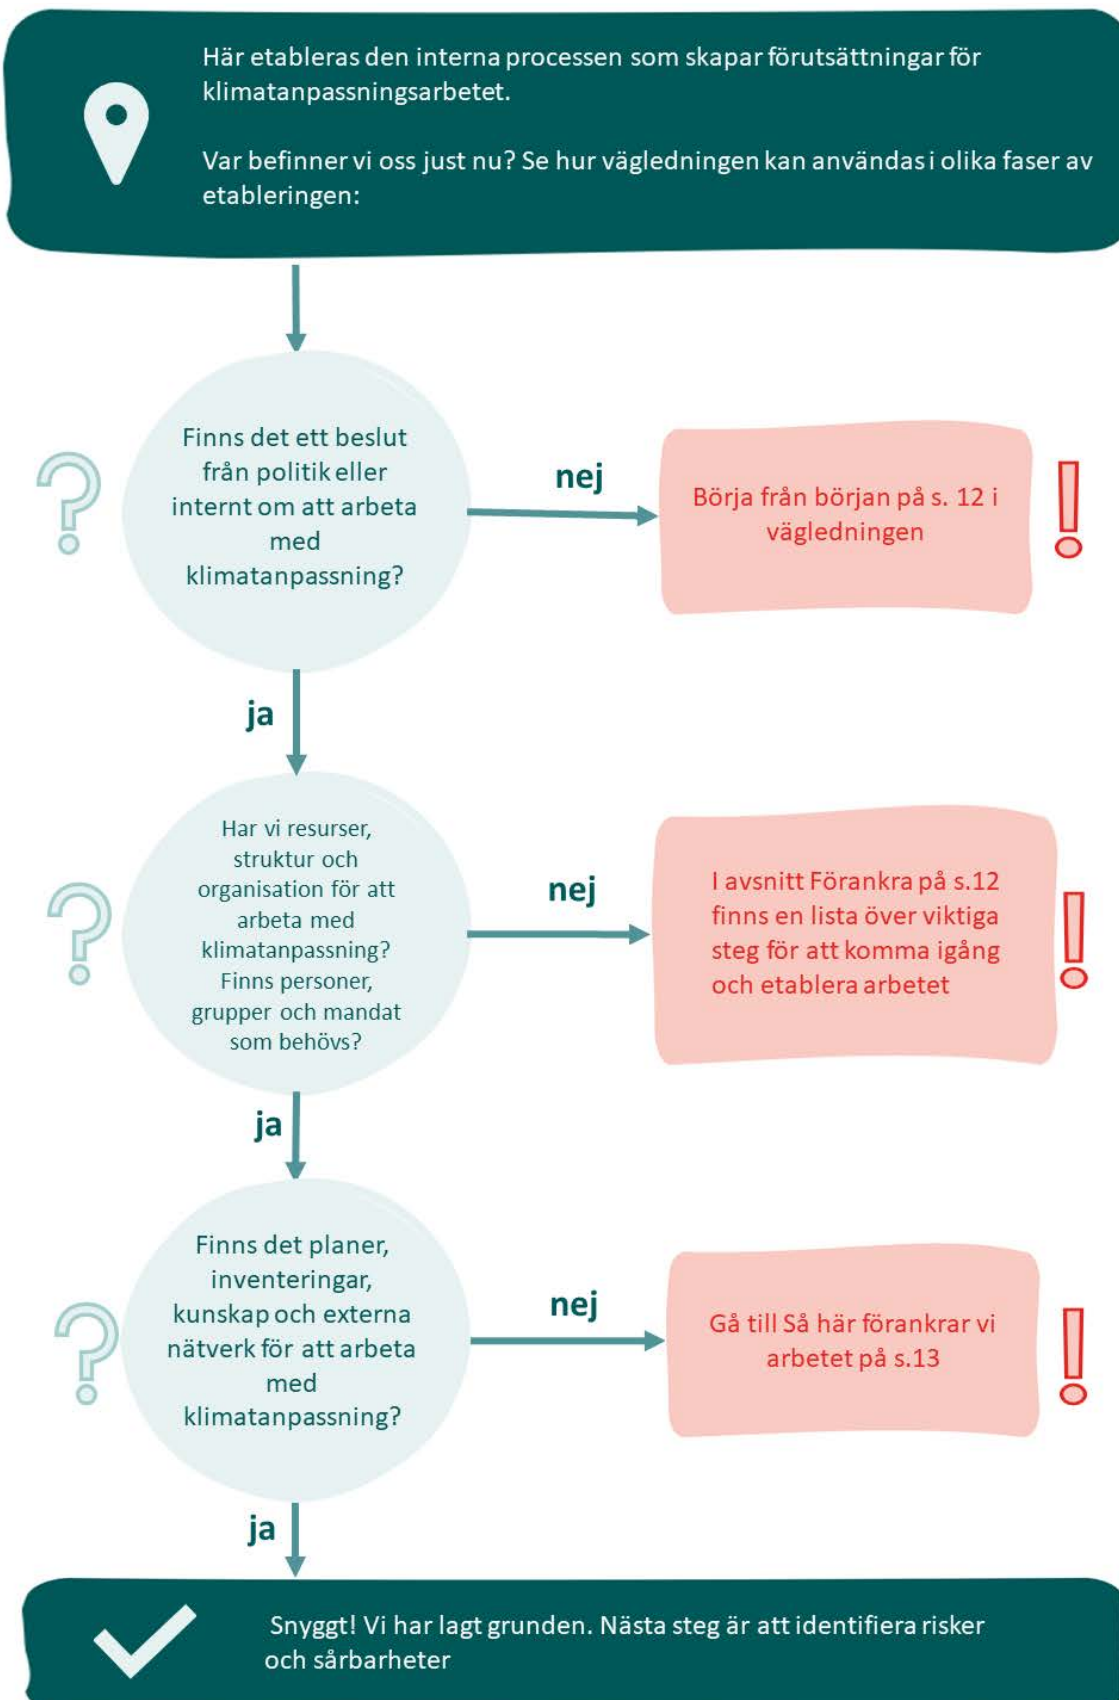 Här etableras den interna processen som skapar förutsättningar för
klimatanpassningsarbetet.
Var befinner vi oss just nu? Se hur vägledningen kan användas i olika faser av
etableringen:
?
Finns det ett beslut
från politik eller
internt om att arbeta
med
klimatanpassning?
nej
Börja från början på s. 12 i
vägledningen
!
ja
?
Har vi resurser,
struktur och
organisation för att
arbeta med
klimatanpassning?
Finns personer,
grupper och mandat
som behövs?
nej
I avsnitt Förankra på s.12
finns en lista över viktiga
steg för att komma igång
och etablera arbetet
!
ja
?
Finns det planer,
inventeringar,
kunskap och externa
nätverk för att arbeta
med
klimatanpassning?
nej
Gå till Så här förankrar vi
arbetet på s.13
!
ja
Snyggt! Vi har lagt grunden. Nästa steg är att identifiera risker
och sårbarheter